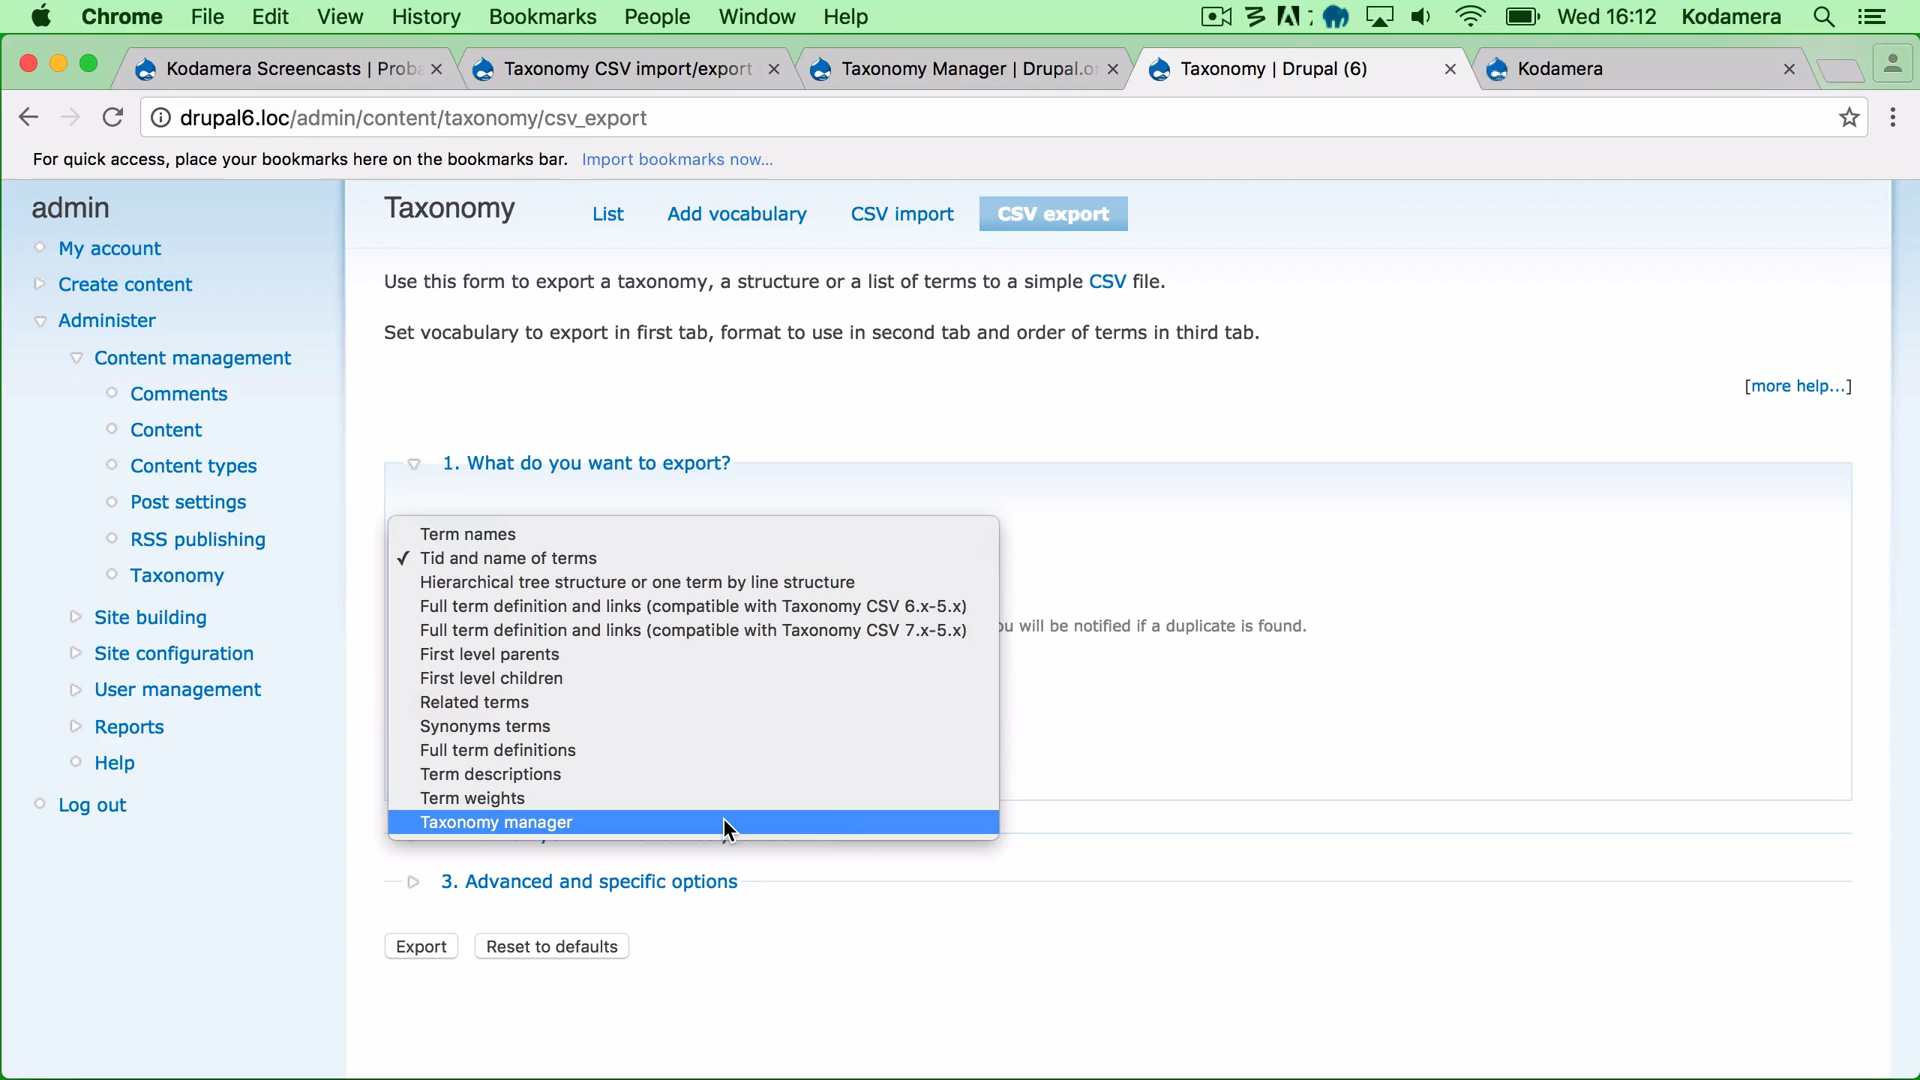 Chrome File Edit View History Bookmarks People Window Help Wed 16:12 Kodamera
Kodamera Screencasts | Proba
Taxonomy CSV import/export
Taxonomy Manager | Drupal.or
Taxonomy | Drupal (6)
Kodamera
drupal6.loc/admin/content/taxonomy/csv_export
For quick access, place your bookmarks here on the bookmarks bar. Import bookmarks now...
admin
My account
Create content
Administer
Content management
Comments
Content
Content types
Post settings
RSS publishing
Taxonomy
Site building
Site configuration
User management
Reports
Help
Log out
Taxonomy List Add vocabulary CSV import CSV export
Use this form to export a taxonomy, a structure or a list of terms to a simple CSV file.
Set vocabulary to export in first tab, format to use in second tab and order of terms in third tab.
[more help...]
1. What do you want to export?
Term names
✓ Tid and name of terms
Hierarchical tree structure or one term by line structure
Full term definition and links (compatible with Taxonomy CSV 6.x-5.x)
will be notified if a duplicate is found.
Full term definition and links (compatible with Taxonomy CSV 7.x-5.x)
First level parents
First level children
Related terms
Synonyms terms
Full term definitions
Term descriptions
Term weights
Taxonomy manager
3. Advanced and specific options
Export Reset to defaults